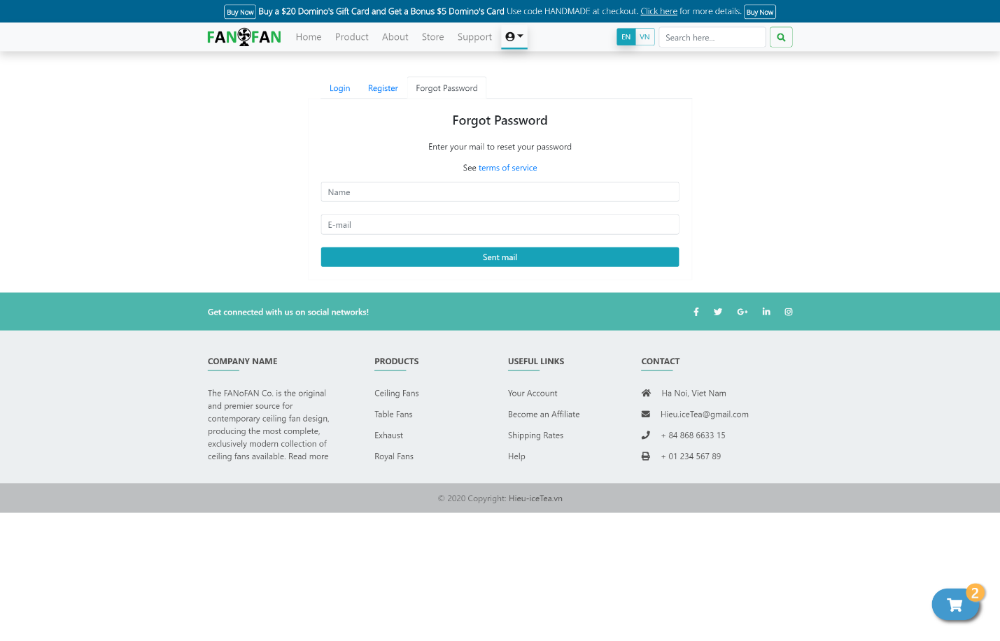 Buy Now Buy a $20 Domino's Gift Card and Get a Bonus $5 Domino's Card Use code HANDMADE at checkout. Click here for more details. Buy Now
FANOFAN Home Product About Store Support EN VN Search here...
Login Register Forgot Password
Forgot Password
Enter your mail to reset your password
See terms of service
Name
E-mail
Sent mail
Get connected with us on social networks!
COMPANY NAME
The FANoFAN Co. is the original
and premier source for
contemporary ceiling fan design,
producing the most complete,
exclusively modern collection of
ceiling fans available. Read more
PRODUCTS
Ceiling Fans
Table Fans
Exhaust
Royal Fans
USEFUL LINKS
Your Account
Become an Affiliate
Shipping Rates
Help
CONTACT
Ha Noi, Viet Nam
Hieu.iceTea@gmail.com
+ 84 868 6633 15
+ 01 234 567 89
© 2020 Copyright: Hieu-iceTea.vn
2